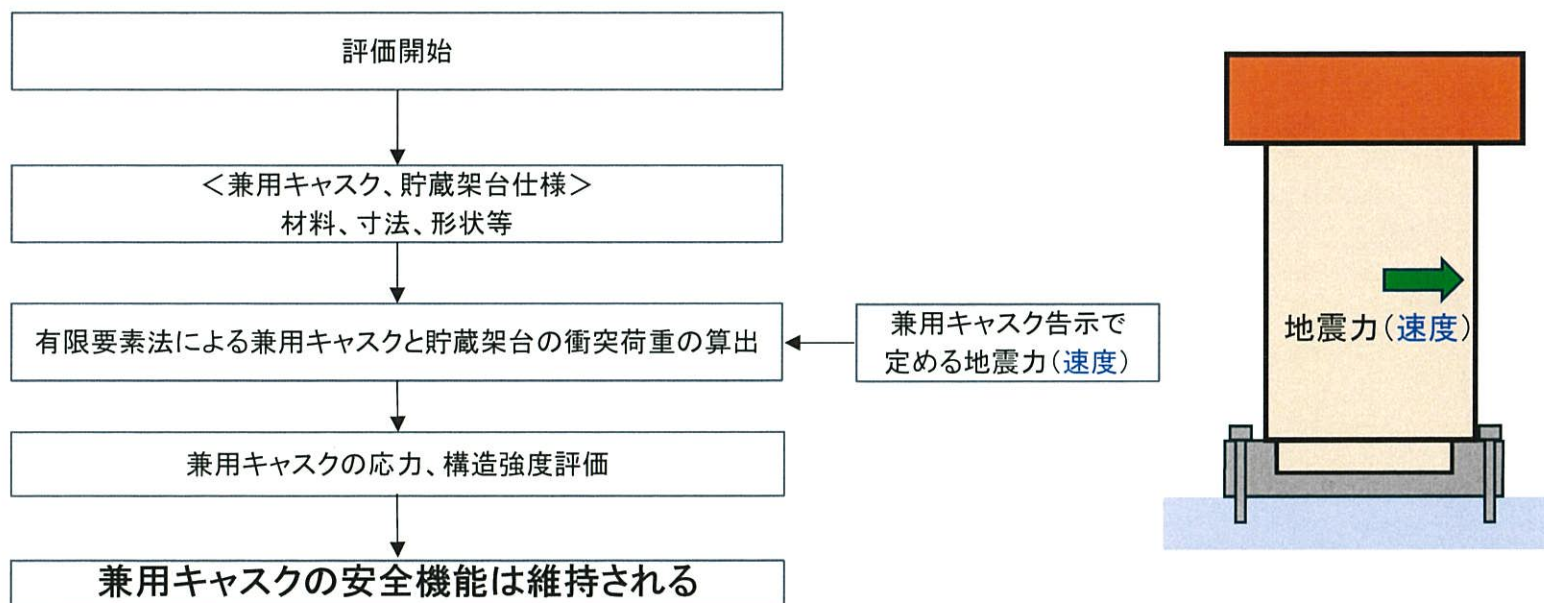 評価開始
＜兼用キャスク、貯蔵架台仕様＞
材料、寸法、形状等
有限要素法による兼用キャスクと貯蔵架台の衝突荷重の算出
兼用キャスク告示で
定める地震力(速度)
兼用キャスクの応力、構造強度評価
兼用キャスクの安全機能は維持される
地震力(速度)